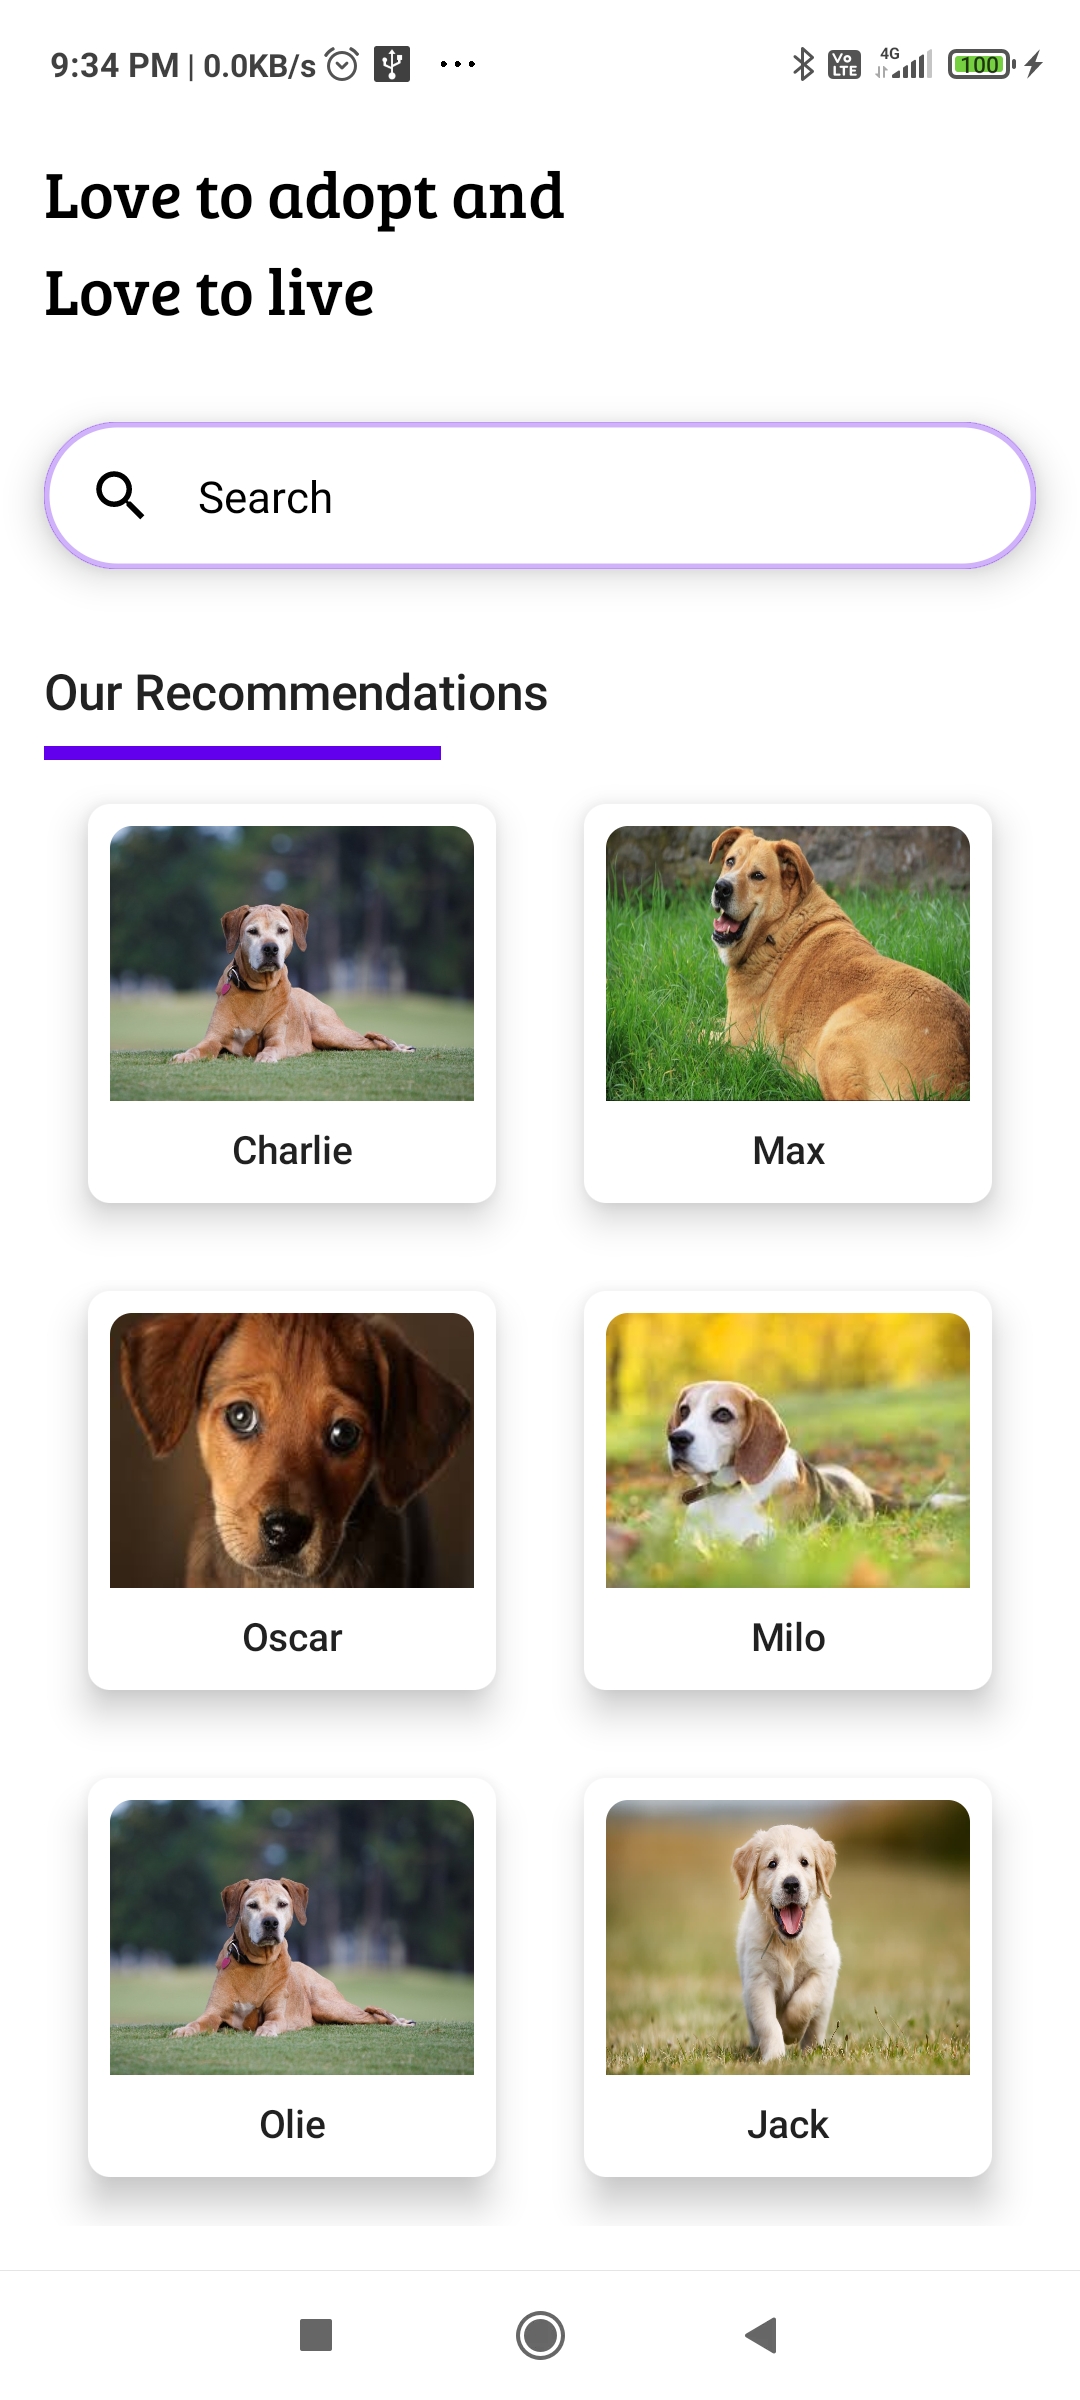 9:34 PM | 0.0KB/s ... Vo LTE 4G 100
Love to adopt and
Love to live
Search
Our Recommendations
Charlie Max
Oscar Milo
Olie Jack